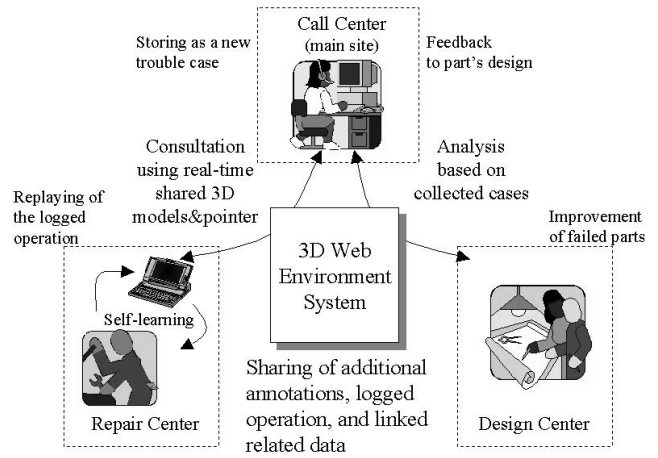 Call Center
(main site)
Storing as a new
trouble case
Feedback
to part's design
Consultation
using real-time
shared 3D
models&pointer
Analysis
based on
collected cases
Replaying of
the logged
operation
Improvement
of failed parts
3D Web
Environment
System
Self-learning
Repair Center
Sharing of additional
annotations, logged
operation, and linked
related data
Design Center